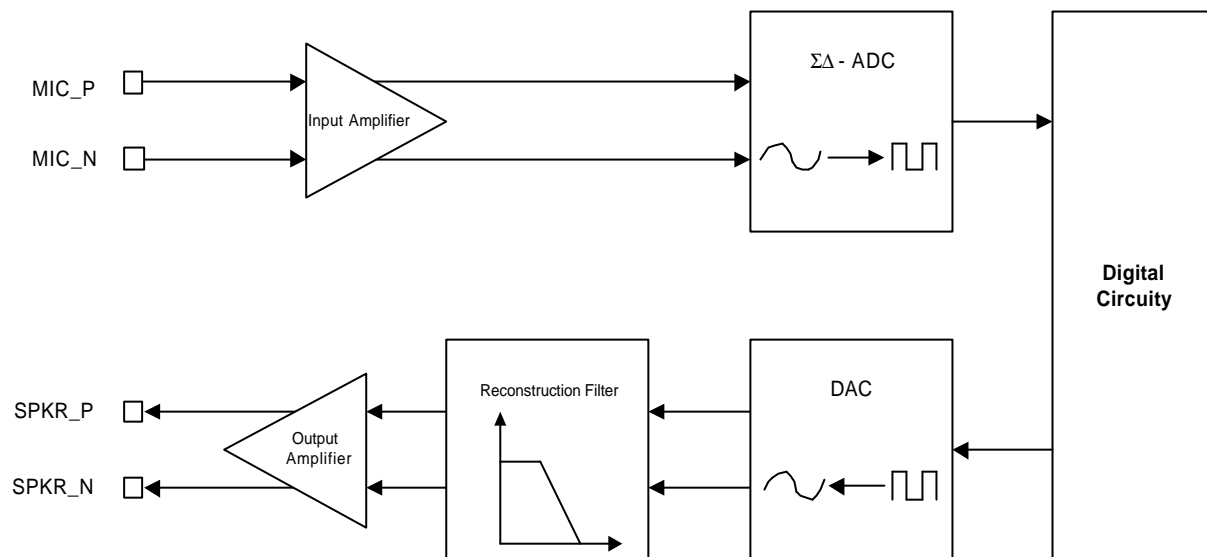 MIC_P
MIC_N
Input Amplifier
ΣΔ - ADC
Digital
Circuity
SPKR_P
SPKR_N
Output
Amplifier
Reconstruction Filter
DAC